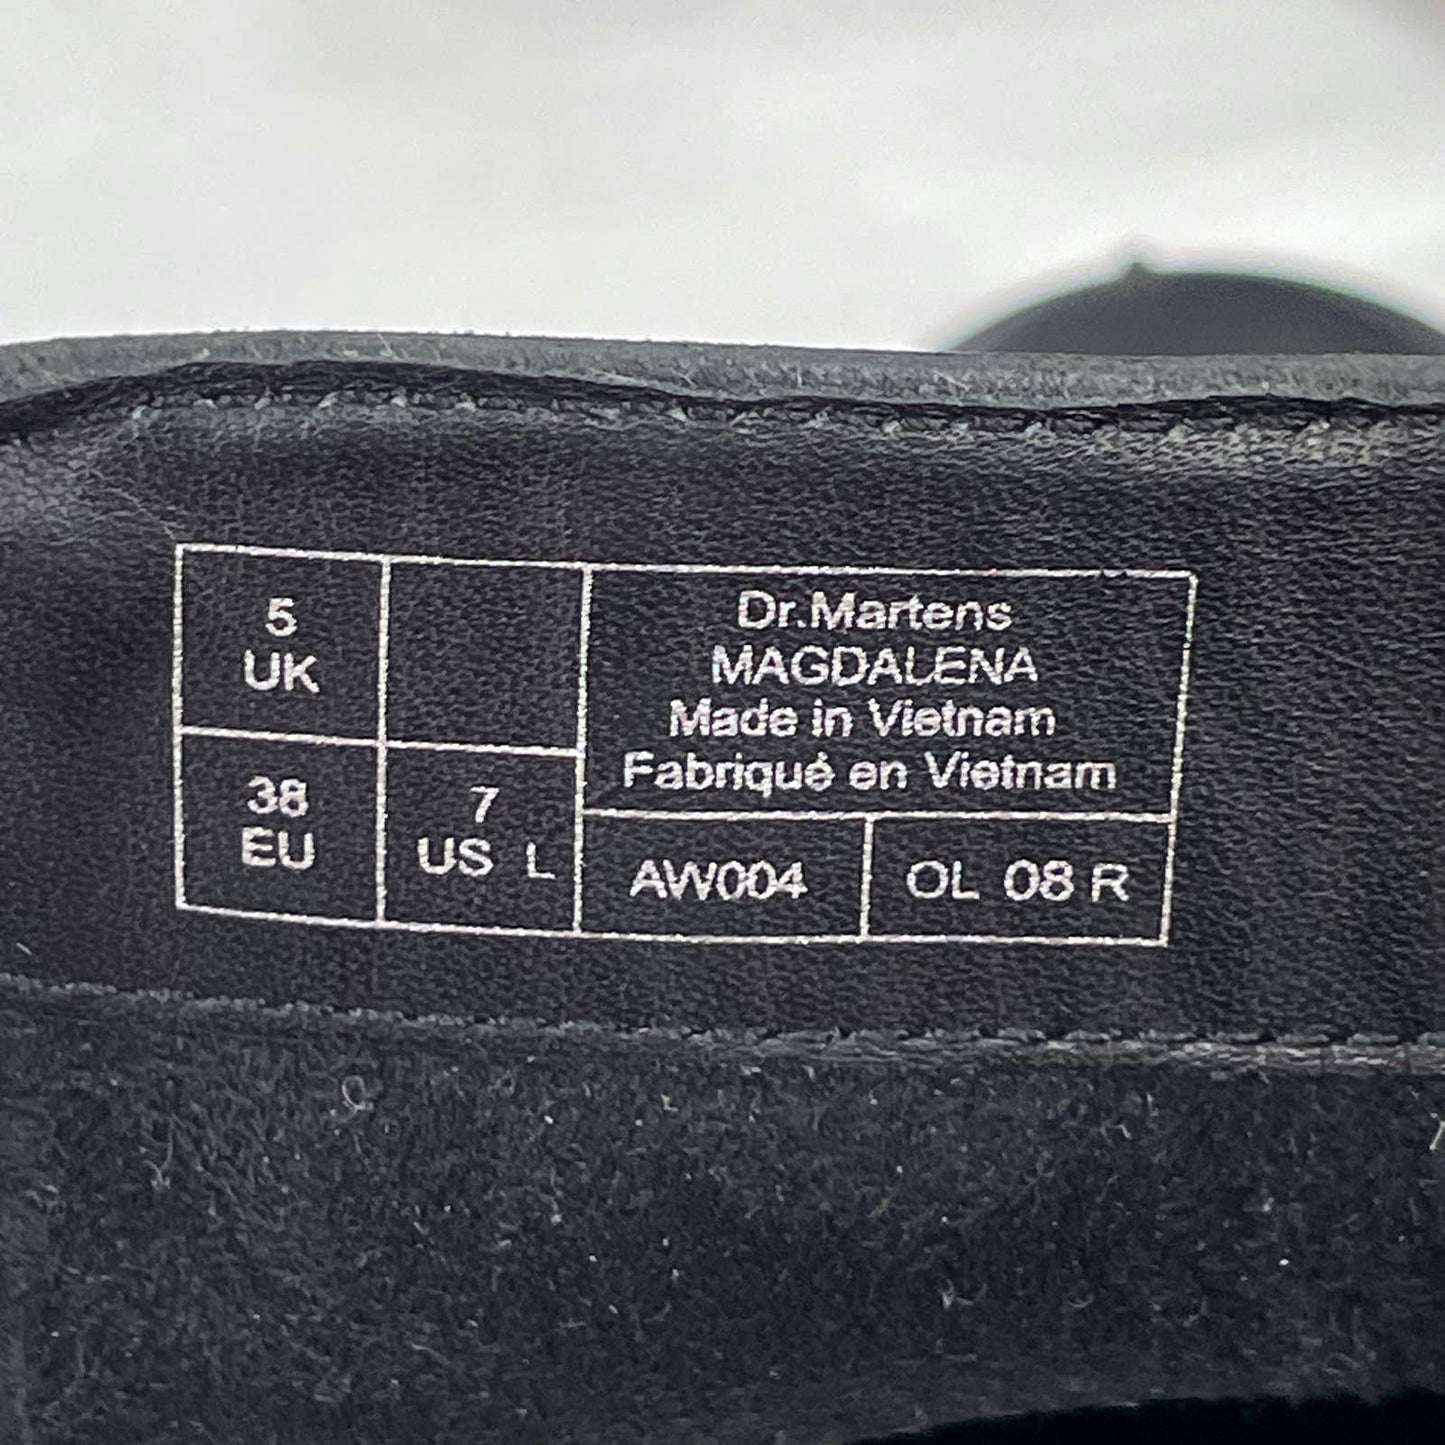 5
UK
38
EU
7
US L
Dr.Martens
MAGDALENA
Made in Vietnam
Fabriqué en Vietnam
AW004
OL 08 R